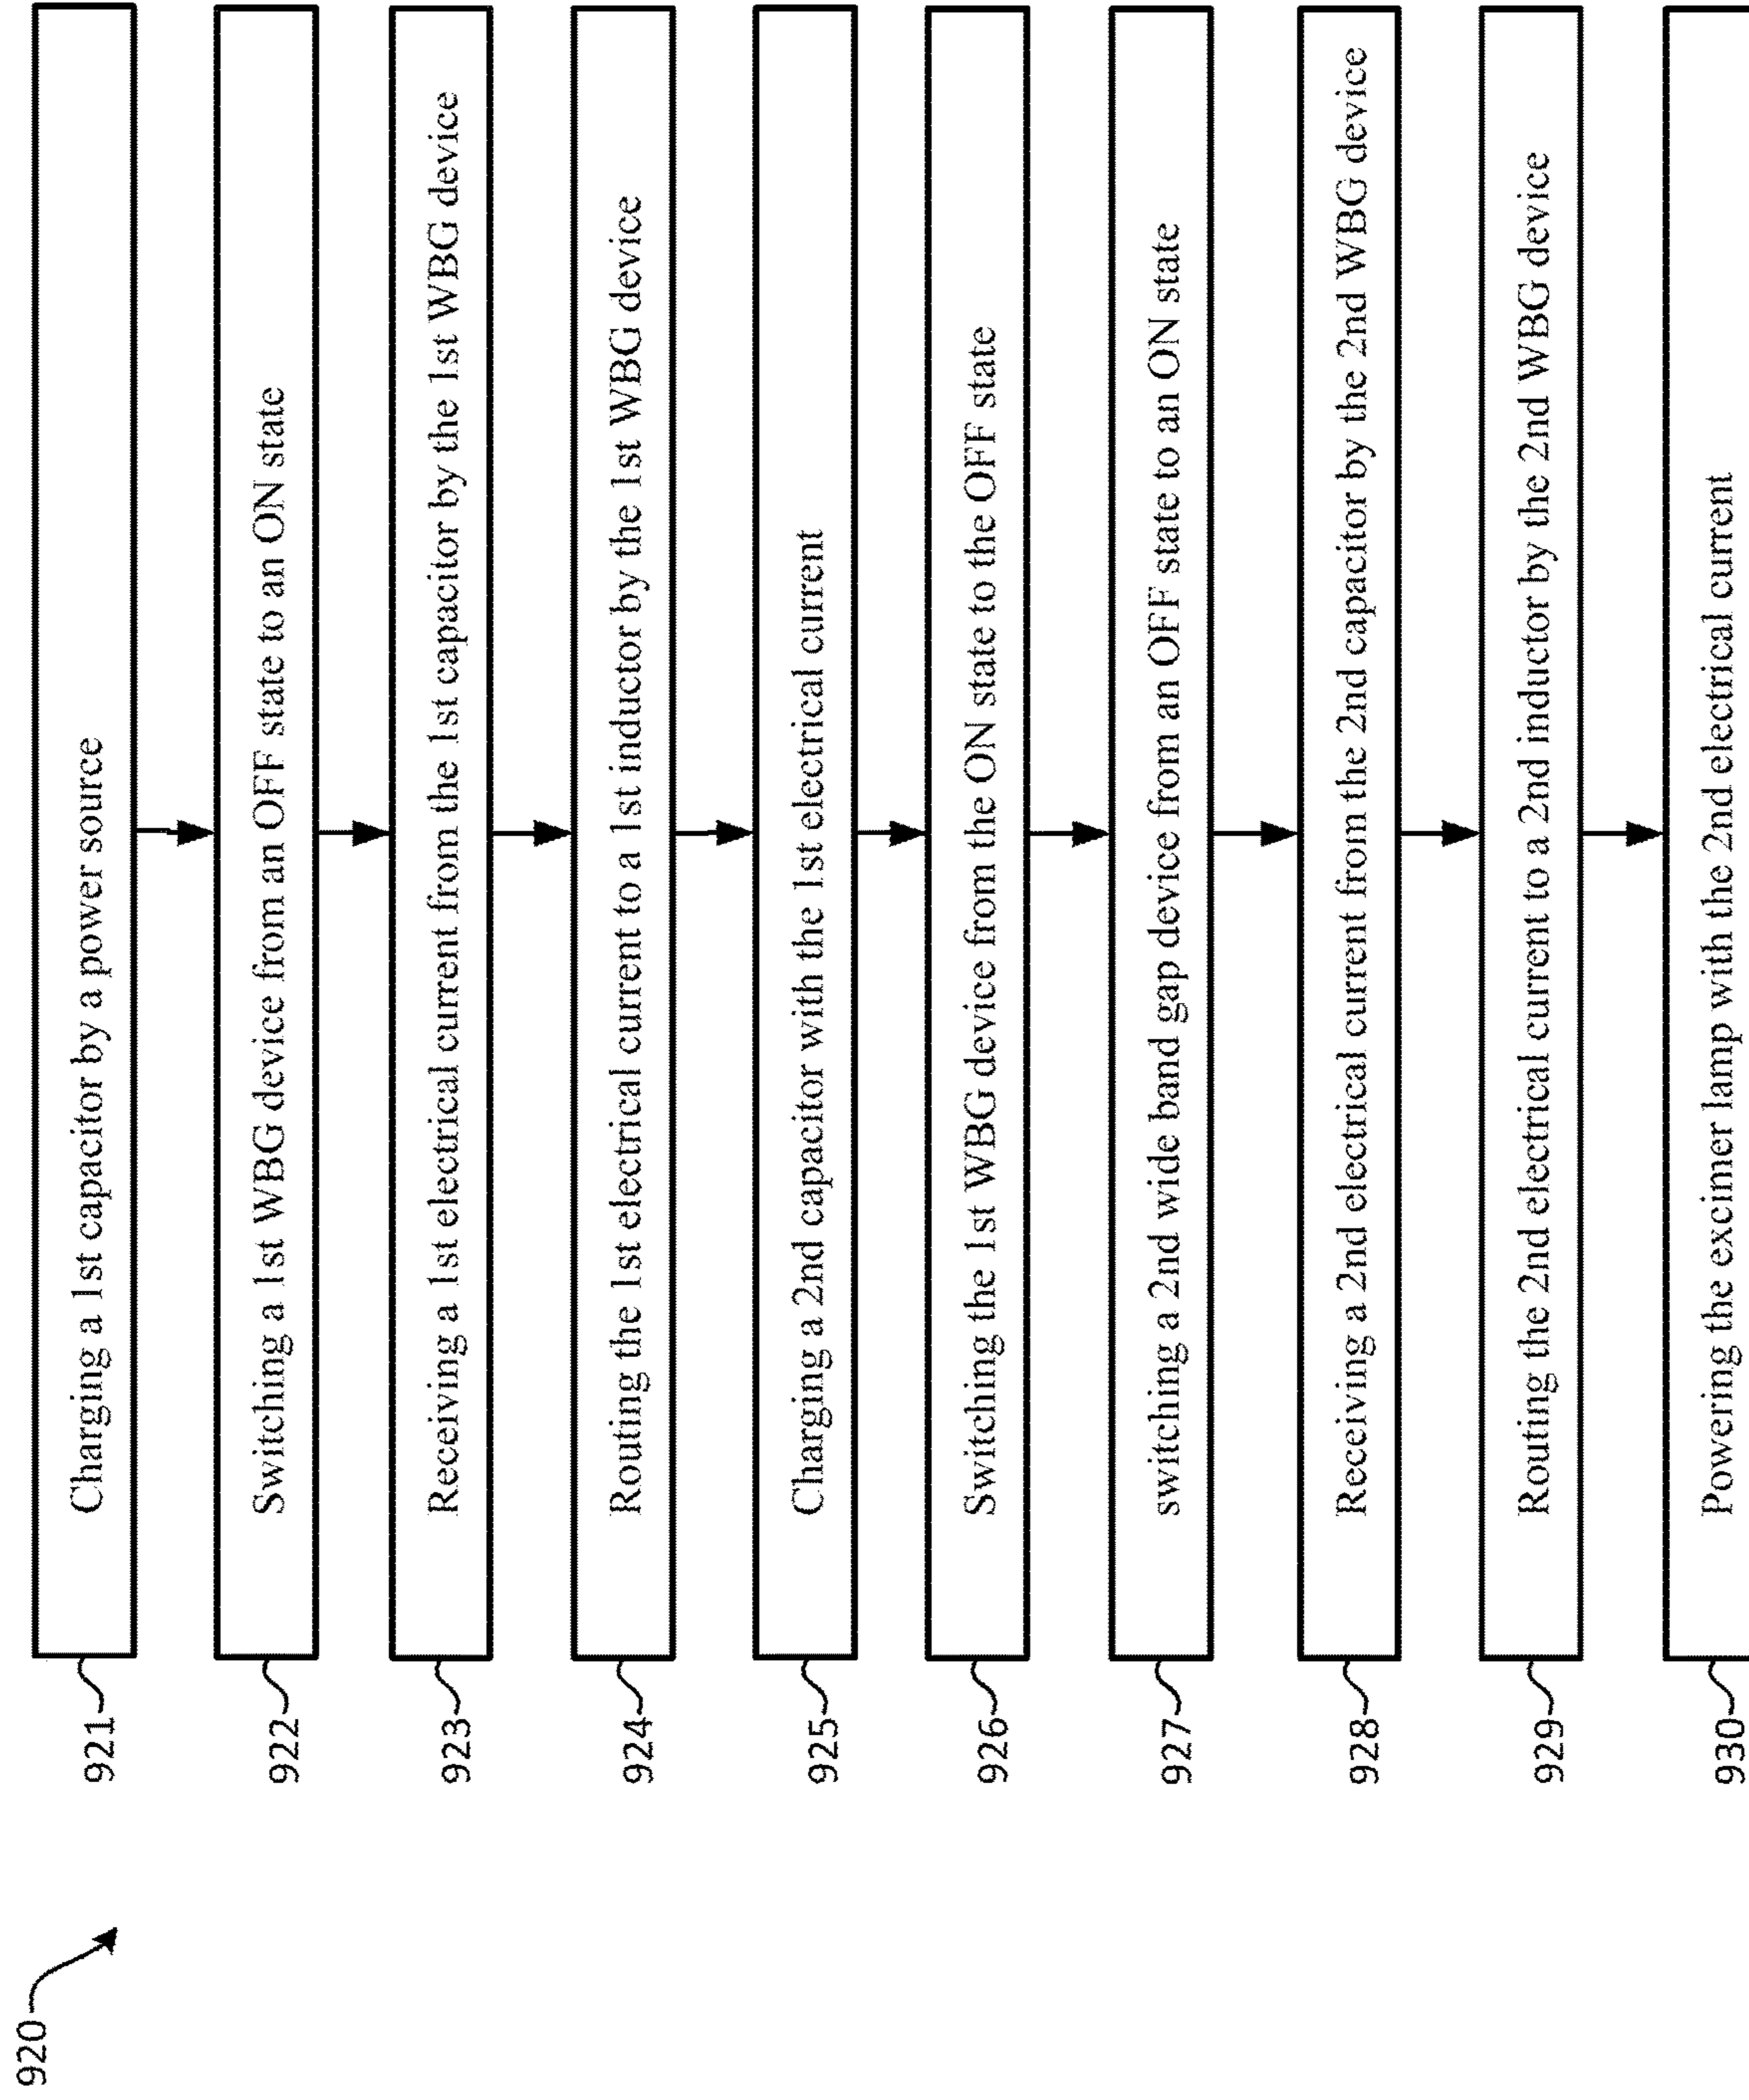 920
921
Charging a 1st capacitor by a power source
922
Switching a 1st WBG device from an OFF state to an ON state
923
Receiving a 1st electrical current from the 1st capacitor by the 1st WBG device
924
Routing the 1st electrical current to a 1st inductor by the 1st WBG device
925
Charging a 2nd capacitor with the 1st electrical current
926
Switching the 1st WBG device from the ON state to the OFF state
927
switching a 2nd wide band gap device from an OFF state to an ON state
928
Receiving a 2nd electrical current from the 2nd capacitor by the 2nd WBG device
929
Routing the 2nd electrical current to a 2nd inductor by the 2nd WBG device
930
Powering the excimer lamp with the 2nd electrical current